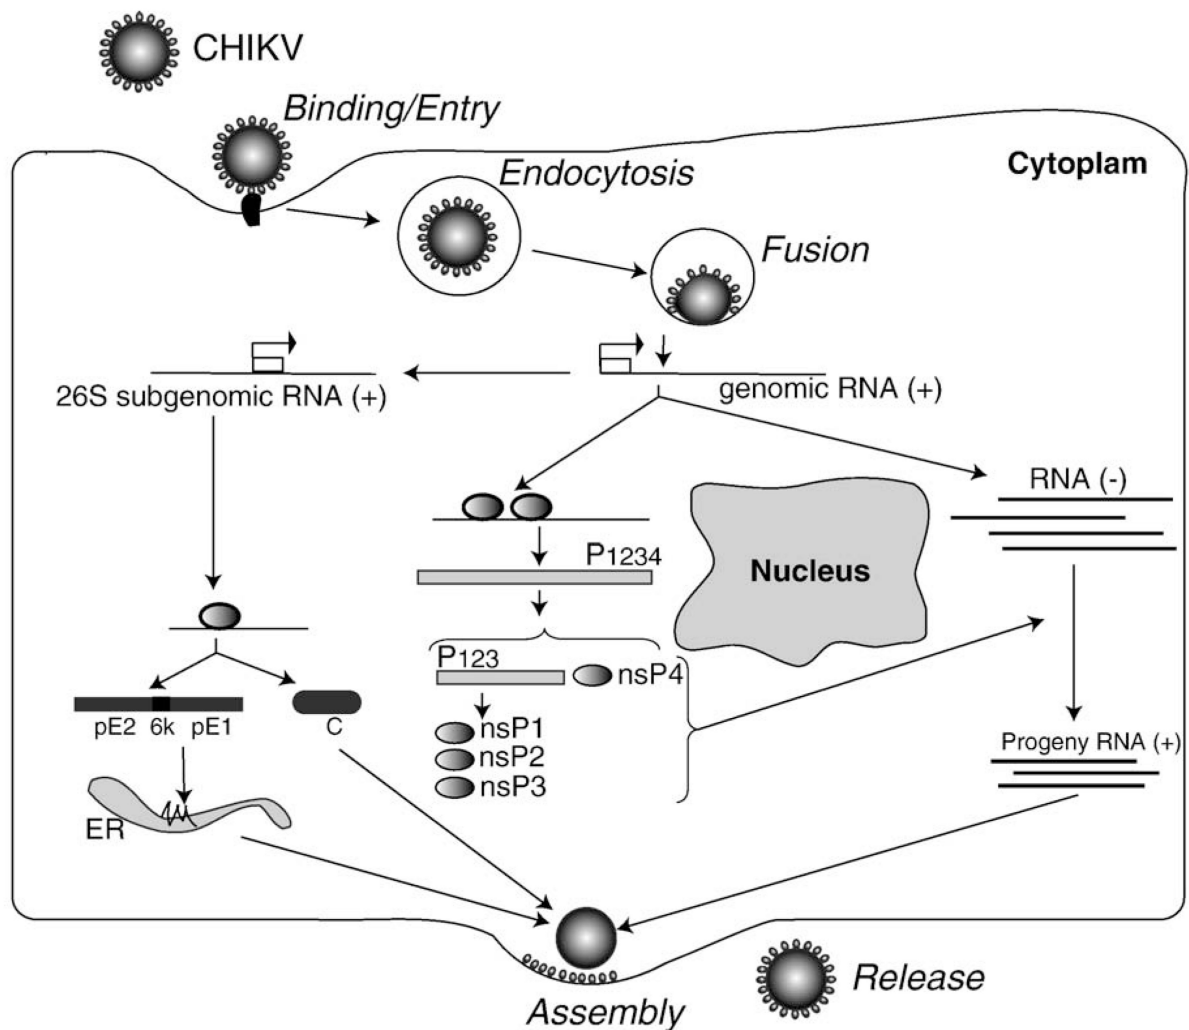 CHIKV
Binding/Entry
Cytoplam
Endocytosis
Fusion
26S subgenomic RNA (+)
genomic RNA (+)
RNA (-)
P1234
Nucleus
P123
nsP4
pE2 6k pE1
C
nsP1
nsP2
nsP3
Progeny RNA (+)
ER
Assembly
Release